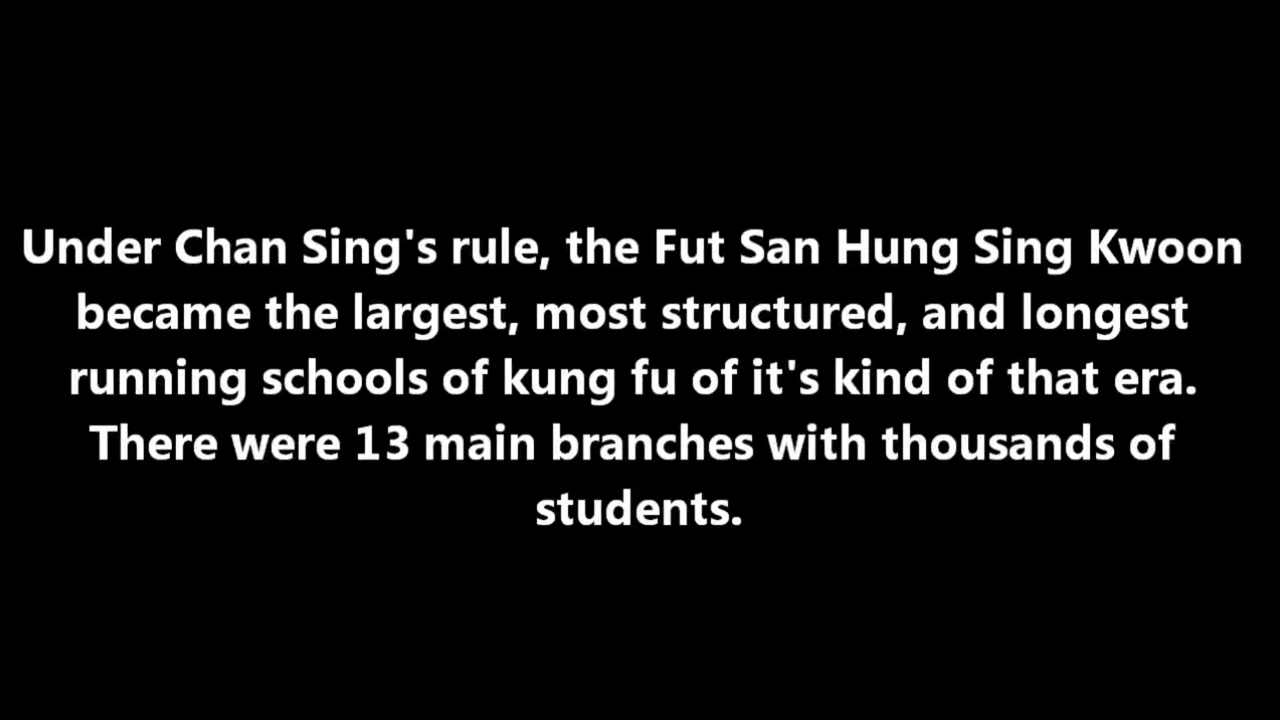 Under Chan Sing's rule, the Fut San Hung Sing Kwoon
became the largest, most structured, and longest
running schools of kung fu of it's kind of that era.
There were 13 main branches with thousands of
students.